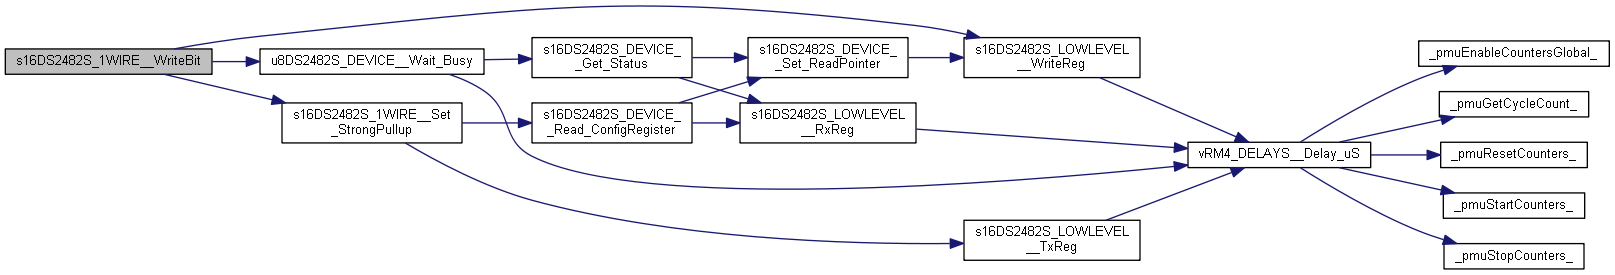 s16DS2482S_1WIRE__WriteBit
u8DS2482S_DEVICE__Wait_Busy
s16DS2482S_1WIRE__Set
_StrongPullup
s16DS2482S_DEVICE_
_Get_Status
s16DS2482S_DEVICE_
_Read_ConfigRegister
s16DS2482S_DEVICE_
_Set_ReadPointer
s16DS2482S_LOWLEVEL
__RxReg
s16DS2482S_LOWLEVEL
__WriteReg
s16DS2482S_LOWLEVEL
__TxReg
vRM4_DELAYS__Delay_uS
_pmuEnableCountersGlobal_
_pmuGetCycleCount_
_pmuResetCounters_
_pmuStartCounters_
_pmuStopCounters_